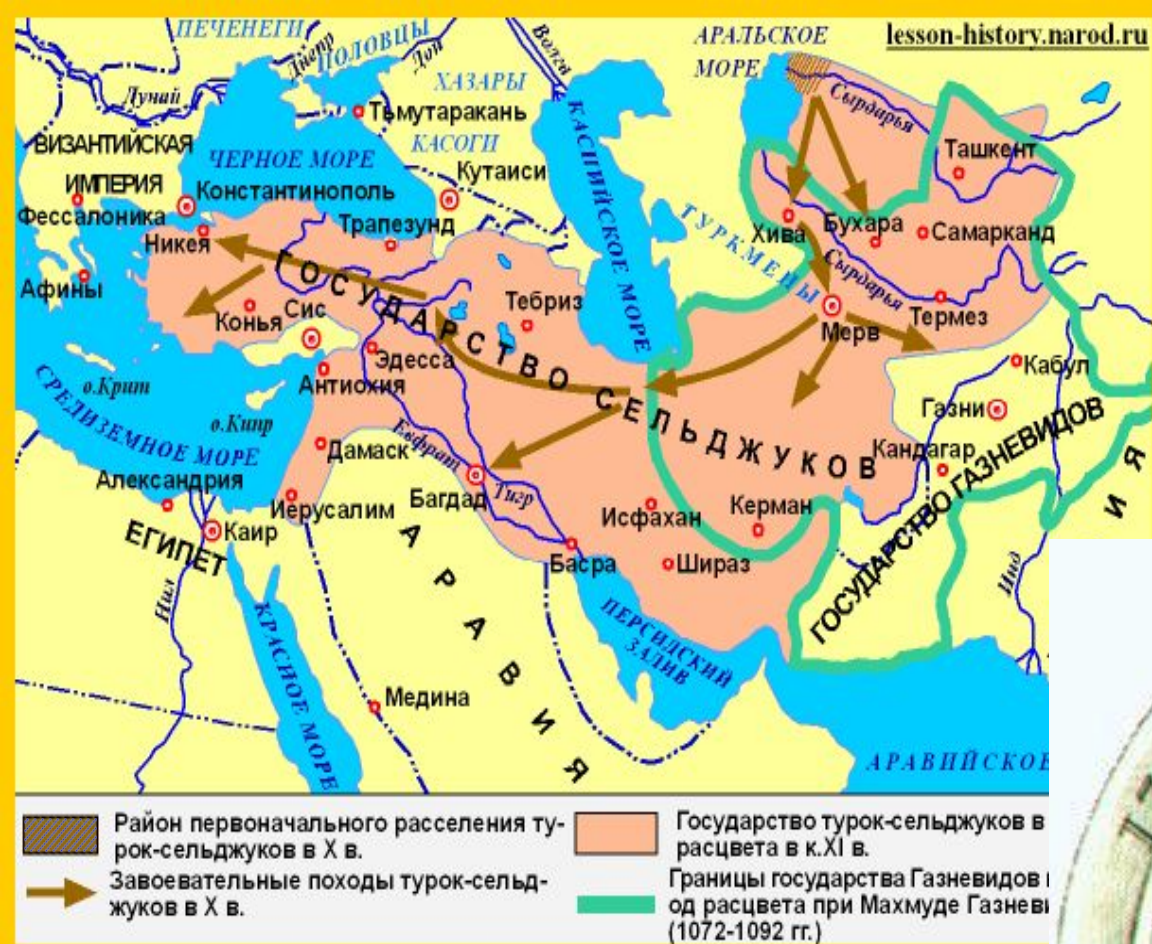 lesson-history.narod.ru
ПЕЧЕНЕГИ
Днепр
ПОЛОВЦЫ
Дон
Волга
АРАЛЬСКОЕ
МОРЕ
Дунай
ХАЗАРЫ
Сырдарья
Тьмутаракань
КАСОГИ
ВИЗАНТИЙСКАЯ
ИМПЕРИЯ
ЧЕРНОЕ МОРЕ
КАСПИЙСКОЕ МОРЕ
Ташкент
Кутаиси
Константинополь
Фессалоника
Никея
Трапезунд
ТУРКМЕНЫ
Хива
Бухара
Самарканд
Сырдарья
Афины
ГОСУДАРСТВО СЕЛЬДЖУКОВ
Конья
Сис
Тебриз
Мерв
Термез
Эдесса
Антиохия
Кабул
Газни
СРЕДИЗЕМНОЕ МОРЕ
о.Крит
о.Кипр
Дамаск
Евфрат
Тигр
Багдад
Кандагар
ГОСУДАРСТВО ГАЗНЕВИДОВ
Александрия
Иерусалим
Исфахан
Керман
ЕГИПЕТ
Каир
Басра
Шираз
Инд
ИЯ
Нил
АРАВИЯ
КРАСНОЕ МОРЕ
ПЕРСИДСКИЙ
ЗАЛИВ
Медина
АРАВИЙСКОЕ
Район первоначального расселения ту-
рок-сельджуков в X в.
Завоевательные походы турок-сельд-
жуков в X в.
Государство турок-сельджуков в
расцвета в к.XI в.
Границы государства Газневидов
од расцвета при Махмуде Газневи
(1072-1092 гг.)